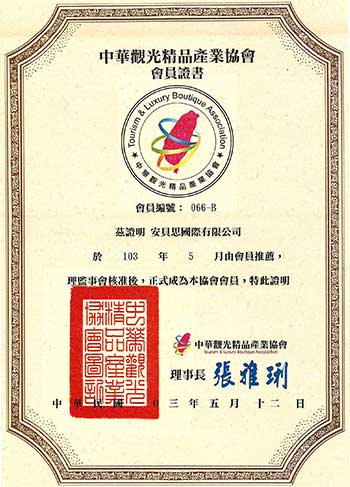 中華觀光精品產業協會
會員證書
Tourism & Luxury Boutique Association
★中華觀光精品產業協會★
會員編號： 066-B
茲證明 安貝思國際有限公司
於 103 年 5 月由會員推薦，
理監事會核准後，正式成為本協會會員，特此證明
中華觀光精品產業協會圖記
中華觀光精品產業協會
Tourism & Luxury Boutique Association
理事長 張雅琍
中華民國 〇三年五月十二日